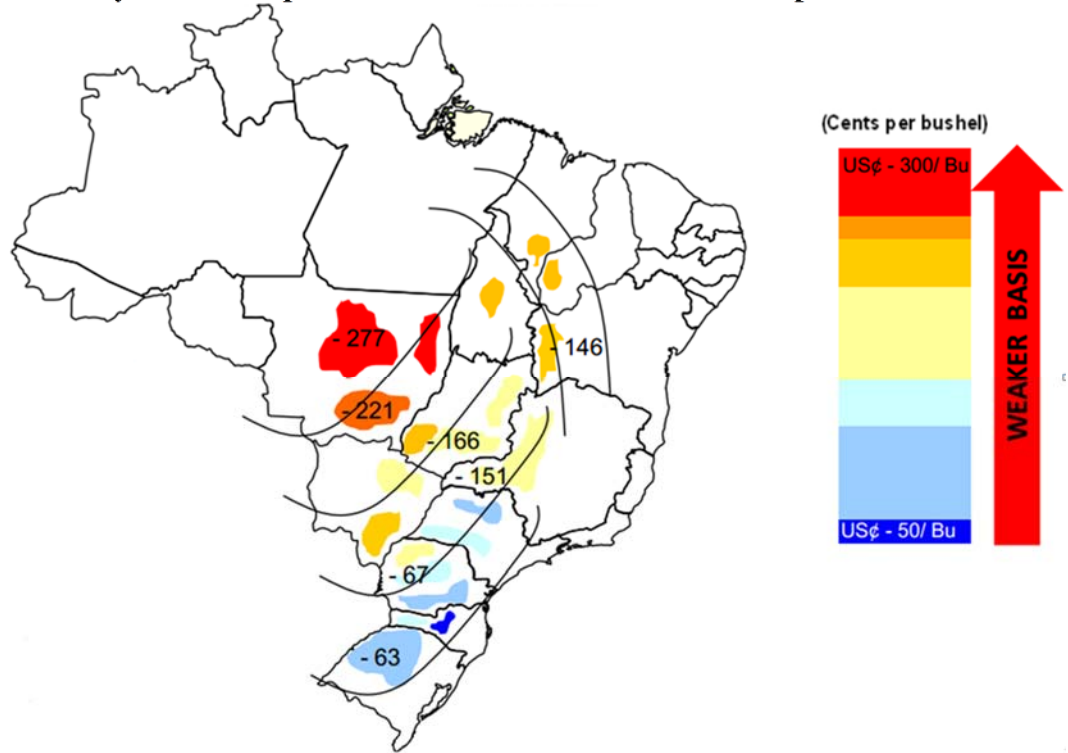 (Cents per bushel)
US¢ - 300/ Bu
WEAKER BASIS
- 277
- 146
- 221
- 166
- 151
US¢ - 50/ Bu
- 67
- 63